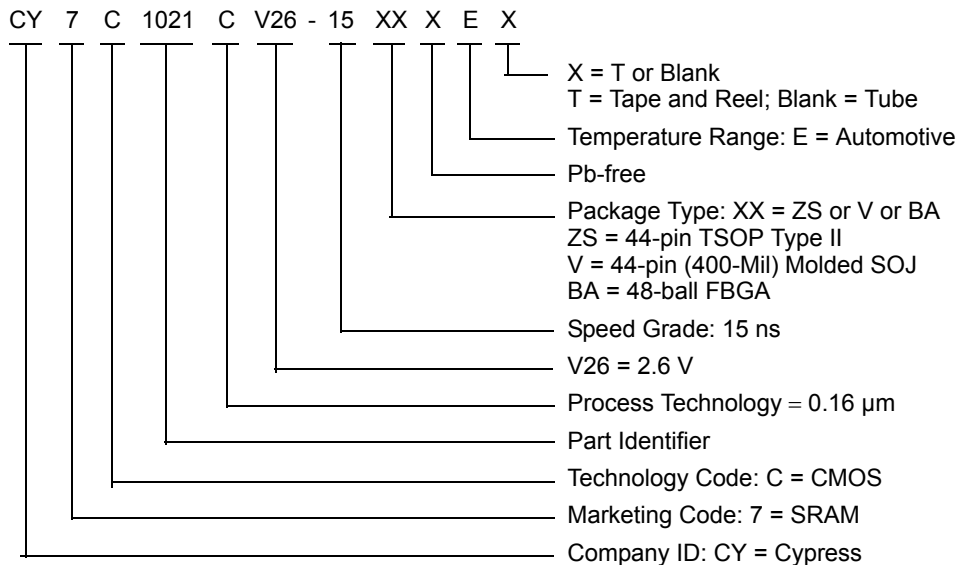 CY 7 C 1021 C V26 - 15 XX X E X
X = T or Blank
T = Tape and Reel; Blank = Tube
Temperature Range: E = Automotive
Pb-free
Package Type: XX = ZS or V or BA
ZS = 44-pin TSOP Type II
V = 44-pin (400-Mil) Molded SOJ
BA = 48-ball FBGA
Speed Grade: 15 ns
V26 = 2.6 V
Process Technology = 0.16 µm
Part Identifier
Technology Code: C = CMOS
Marketing Code: 7 = SRAM
Company ID: CY = Cypress